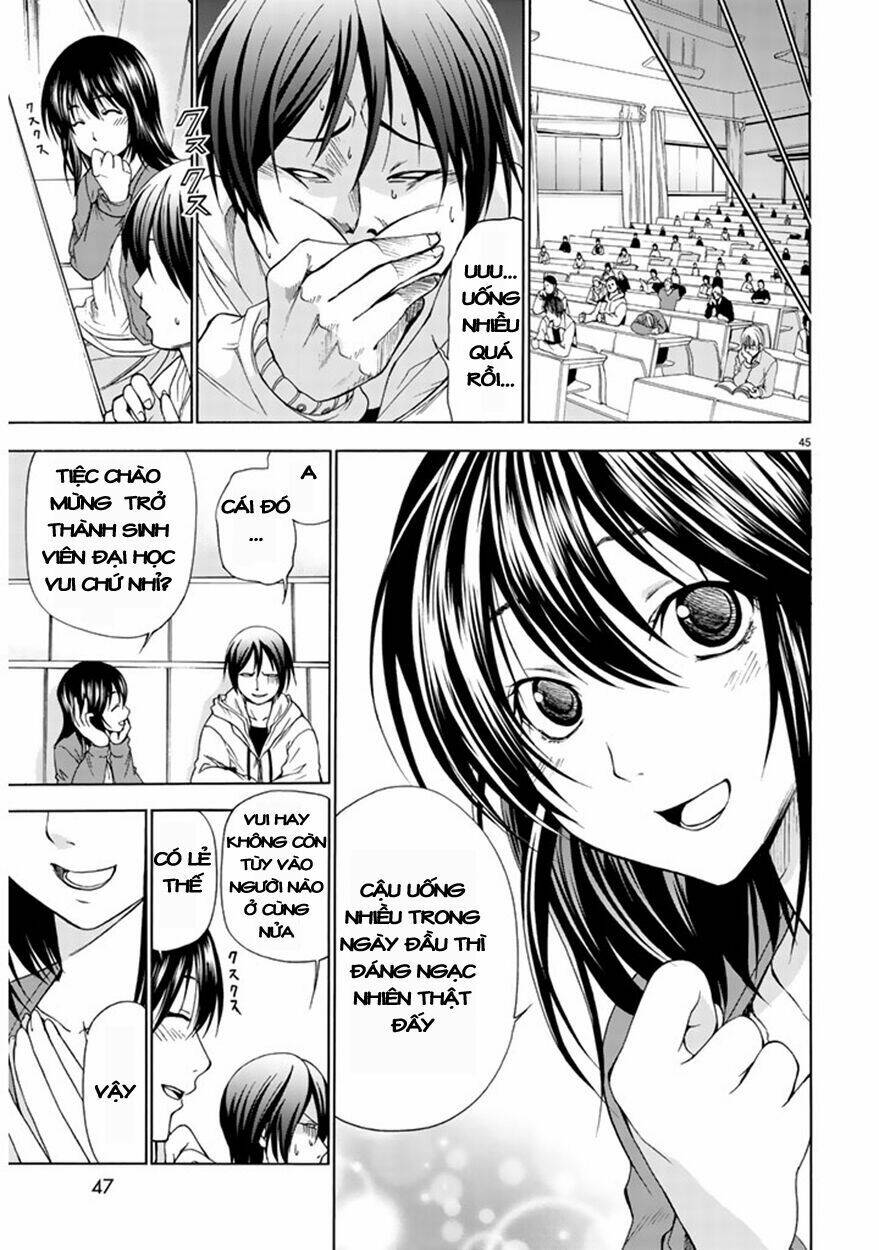 UUU...
UỐNG
NHIỀU
QUÁ
RỒI...
クスークス
クスクス
45
CẬU UỐNG
NHIỀU TRONG
NGÀY ĐẦU THÌ
ĐÁNG NGẠC
NHIÊN THẬT
ĐẤY
A
CÁI ĐÓ
...
TIỆC CHÀO
MỪNG TRỞ
THÀNH SINH
VIÊN ĐẠI HỌC
VUI CHỨ NHỈ?
VUI HAY
KHÔNG CÒN
TÙY VÀO
NGƯỜI NÀO
Ở CÙNG
NỬA
CÓ LẺ
THẾ
クスクス
VẬY
47